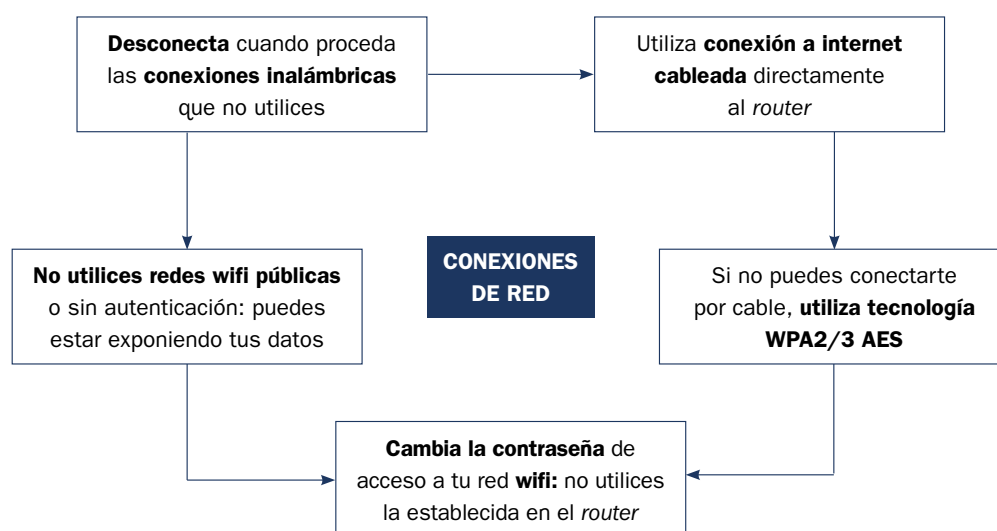 Desconecta cuando proceda
las conexiones inalámbricas
que no utilices
Utiliza conexión a internet
cableada directamente
al router
No utilices redes wifi públicas
o sin autenticación: puedes
estar exponiendo tus datos
CONEXIONES
DE RED
Si no puedes conectarte
por cable, utiliza tecnología
WPA2/3 AES
Cambia la contraseña de
acceso a tu red wifi: no utilices
la establecida en el router